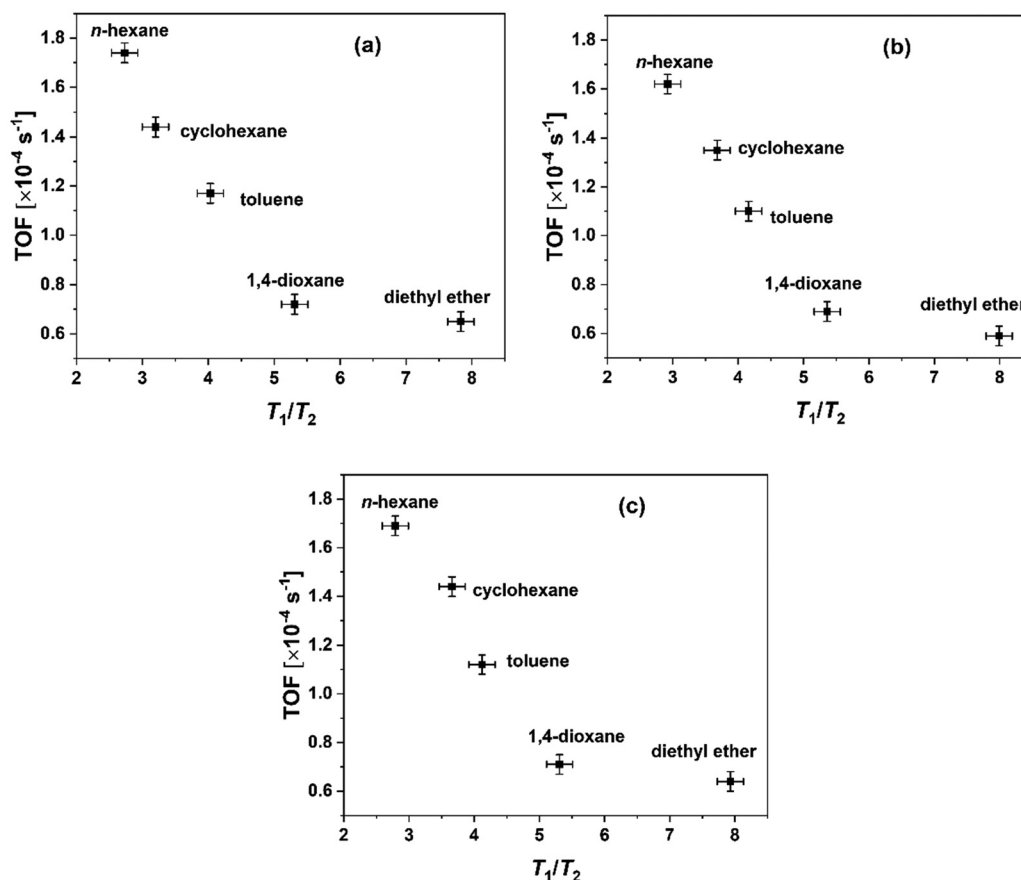 (a)
n-hexane
cyclohexane
toluene
1,4-dioxane
diethyl ether
1.8
1.6
1.4
1.2
1.0
0.8
0.6
TOF [×10⁻⁴ s⁻¹]
2 3 4 5 6 7 8
T₁/T₂
(b)
n-hexane
cyclohexane
toluene
1,4-dioxane
diethyl ether
1.8
1.6
1.4
1.2
1.0
0.8
0.6
TOF [×10⁻⁴ s⁻¹]
2 3 4 5 6 7 8
T₁/T₂
(c)
n-hexane
cyclohexane
toluene
1,4-dioxane
diethyl ether
1.8
1.6
1.4
1.2
1.0
0.8
0.6
TOF [×10⁻⁴ s⁻¹]
2 3 4 5 6 7 8
T₁/T₂